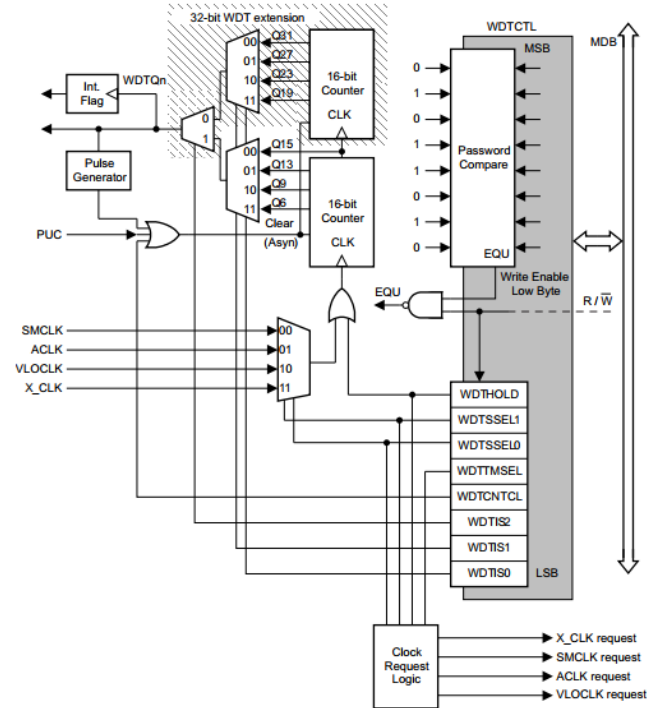 32-bit WDT extension
WDTCTL
MDB
MSB
00 Q31
01 Q27
10 Q23
11 Q19
16-bit
Counter
CLK
Int.
Flag
WDTQn
0
1
Pulse
Generator
00 Q15
01 Q13
10 Q9
11 Q6
16-bit
Counter
CLK
Clear
(Asyn)
PUC
0
1
0
1
1
0
1
0
Password
Compare
EQU
Write Enable
Low Byte
EQU
R / W̅
SMCLK 00
ACLK 01
VLOCLK 10
X_CLK 11
WDTHOLD
WDTSSEL1
WDTSSEL0
WDTTMSEL
WDTCNTCL
WDTIS2
WDTIS1
WDTIS0
LSB
Clock
Request
Logic
X_CLK request
SMCLK request
ACLK request
VLOCLK request